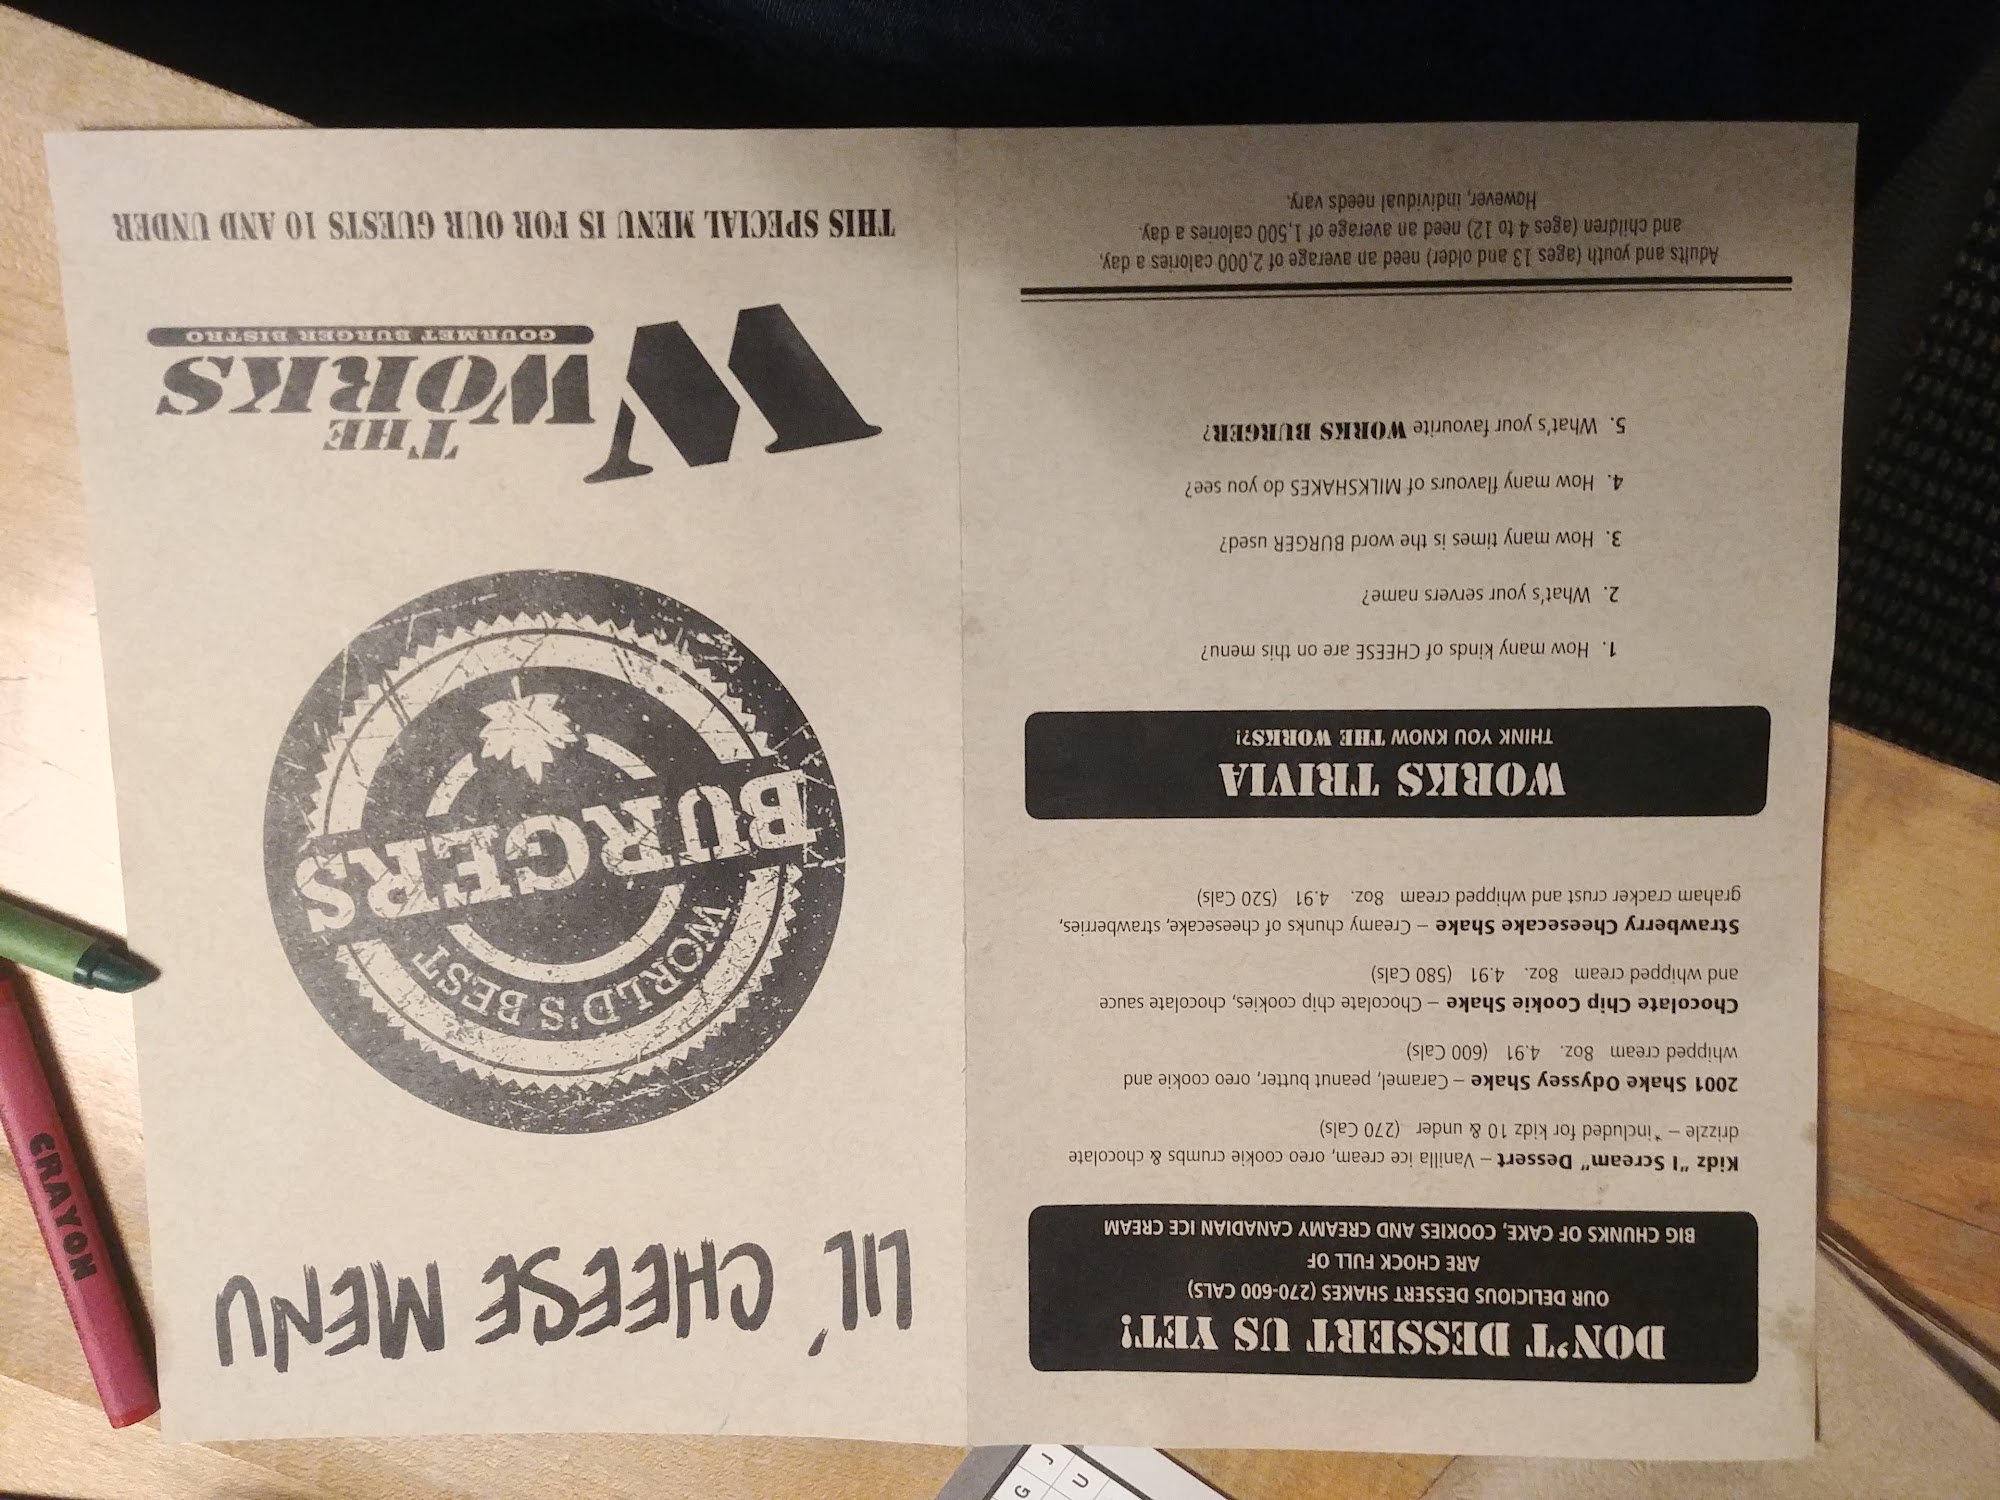 DON'T DESSERT US YET!
OUR DELICIOUS DESSERT SHAKES (270-600 CALS)
ARE CHOCK FULL OF
BIG CHUNKS OF CAKE, COOKIES AND CREAMY CANADIAN ICE CREAM
Kidz "I Scream" Dessert – Vanilla ice cream, oreo cookie crumbs & chocolate
drizzle – *included for kidz 10 & under (270 Cals)
2001 Shake Odyssey Shake – Caramel, peanut butter, oreo cookie and
whipped cream 8oz. 4.91 (600 Cals)
Chocolate Chip Cookie Shake – Chocolate chip cookies, chocolate sauce
and whipped cream 8oz. 4.91 (580 Cals)
Strawberry Cheesecake Shake – Creamy chunks of cheesecake, strawberries,
graham cracker crust and whipped cream 8oz. 4.91 (520 Cals)
WORKS TRIVIA
THINK YOU KNOW THE WORKS?!
1. How many kinds of CHEESE are on this menu?
2. What's your servers name?
3. How many times is the word BURGER used?
4. How many flavours of MILKSHAKES do you see?
5. What's your favourite WORKS BURGER?
Adults and youth (ages 13 and older) need an average of 2,000 calories a day,
and children (ages 4 to 12) need an average of 1,500 calories a day.
However, individual needs vary.
LIL' CHEESE MENU
WORLD'S BEST
BURGERS
W
THE
WORKS
GOURMET BURGER BISTRO
THIS SPECIAL MENU IS FOR OUR GUESTS 10 AND UNDER
CRAYON
J
G U